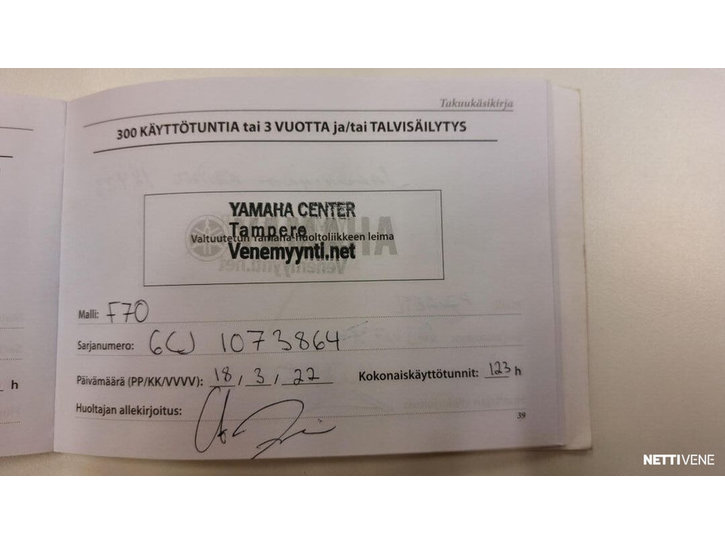 Takuukäsikirja
300 KÄYTTÖTUNTIA tai 3 VUOTTA ja/tai TALVISÄILYTYS
YAMAHA CENTER
Tampere
Valtuutetun Yamaha-huoltoliikkeen leima
Venemyynti.net
Malli: F70
Sarjanumero: 6CJ 1073864
Päivämäärä (PP/KK/VVVV): 18 / 3 / 22 Kokonaiskäyttötunnit: 123 h
h
Huoltajan allekirjoitus:
39
NETTIVENE